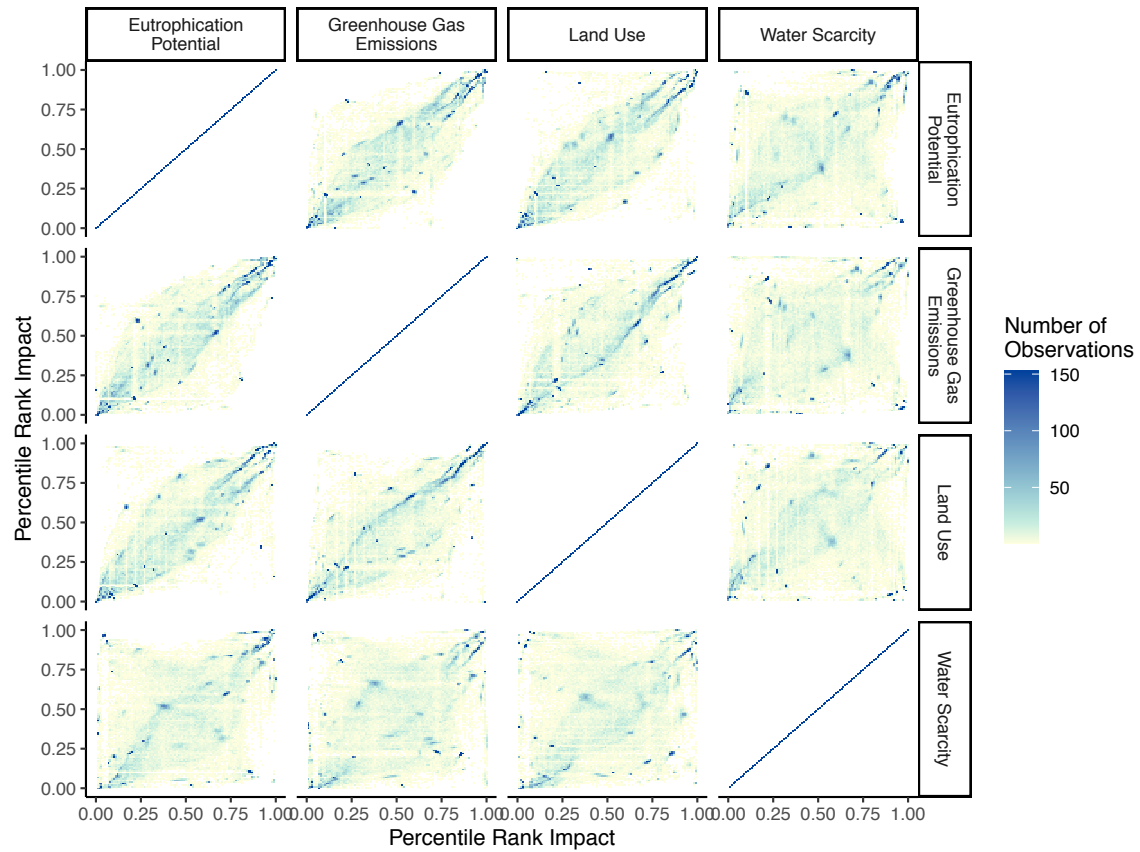 Eutrophication
Potential
Greenhouse Gas
Emissions
Land Use
Water Scarcity
1.00
0.75
0.50
0.25
0.00
Eutrophication
Potential
1.00
0.75
0.50
0.25
0.00
Greenhouse Gas
Emissions
1.00
0.75
0.50
0.25
0.00
Land Use
1.00
0.75
0.50
0.25
0.00
Water Scarcity
Percentile Rank Impact
0.00 0.25 0.50 0.75 1.00
0.00 0.25 0.50 0.75 1.00
0.00 0.25 0.50 0.75 1.00
0.00 0.25 0.50 0.75 1.00
Percentile Rank Impact
Number of
Observations
150
100
50